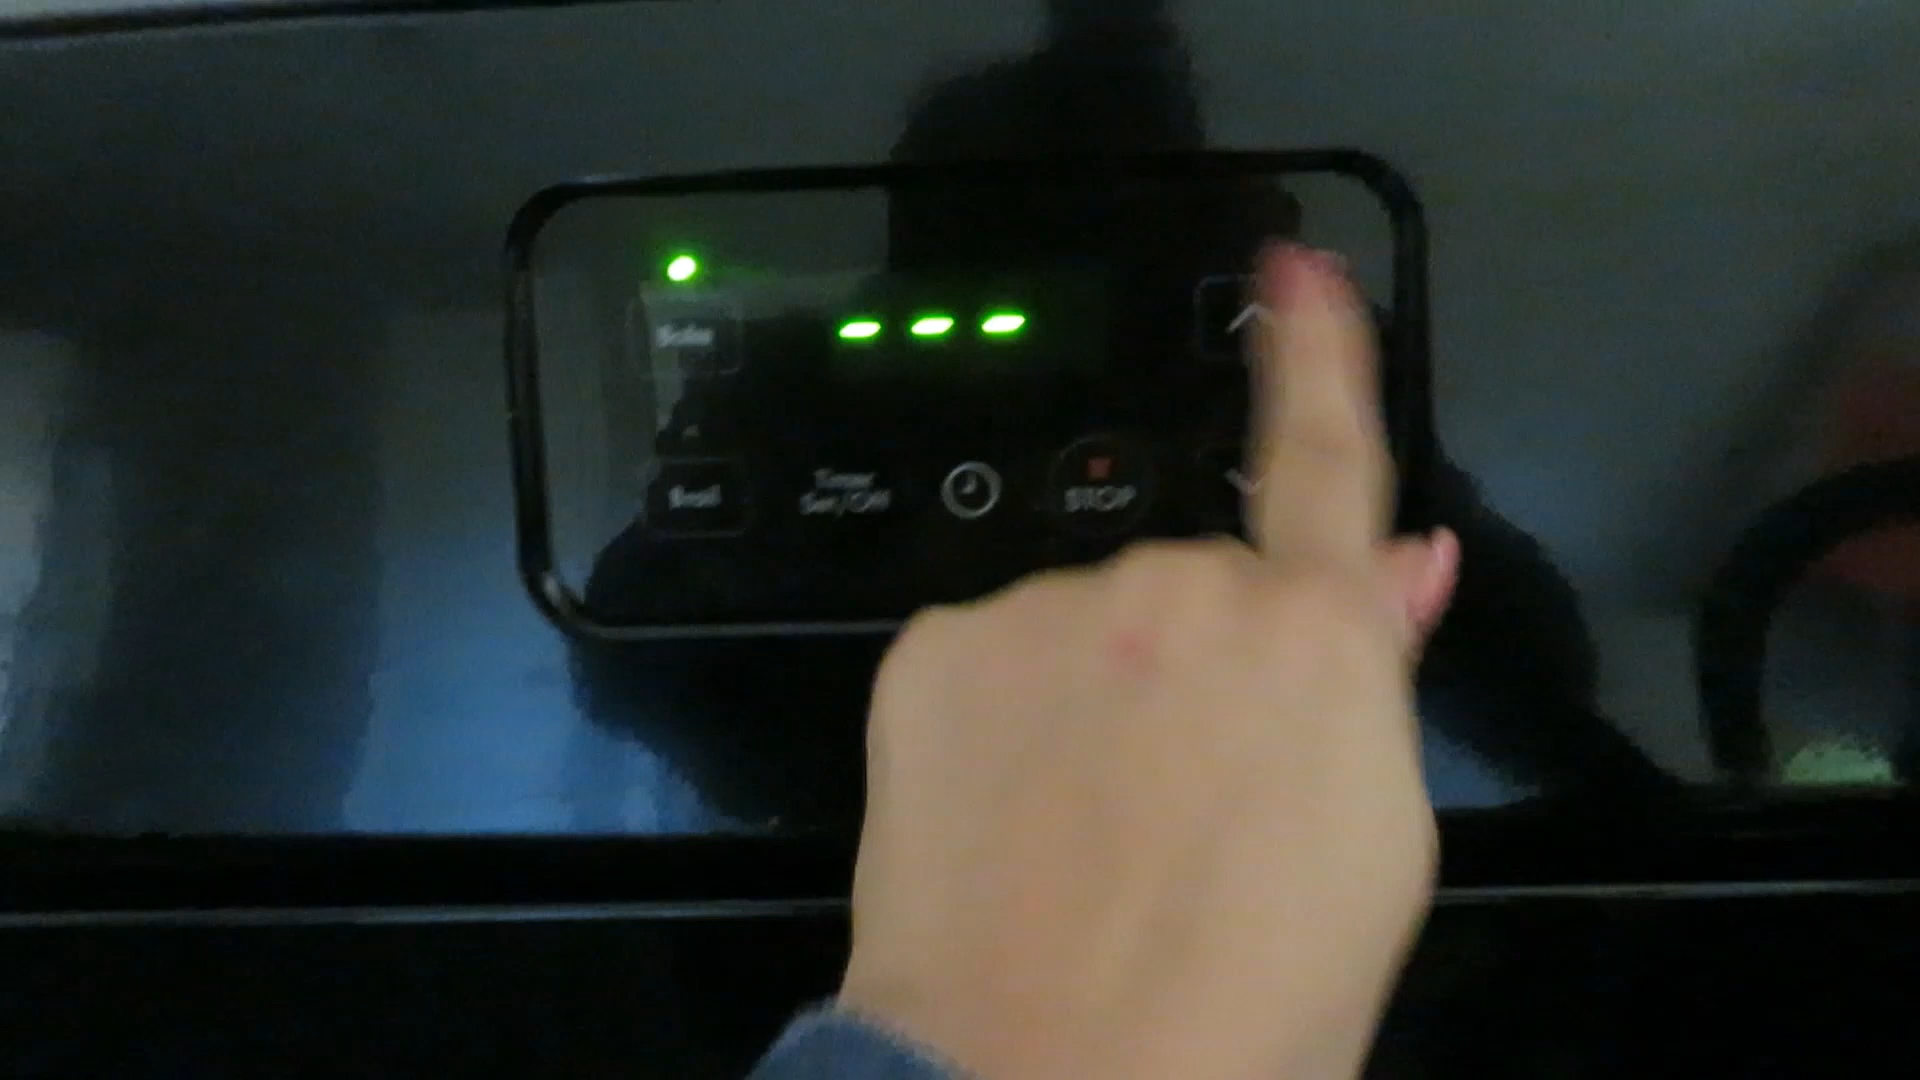 Bake
- - -
Broil
Timer
Set/Off
STOP